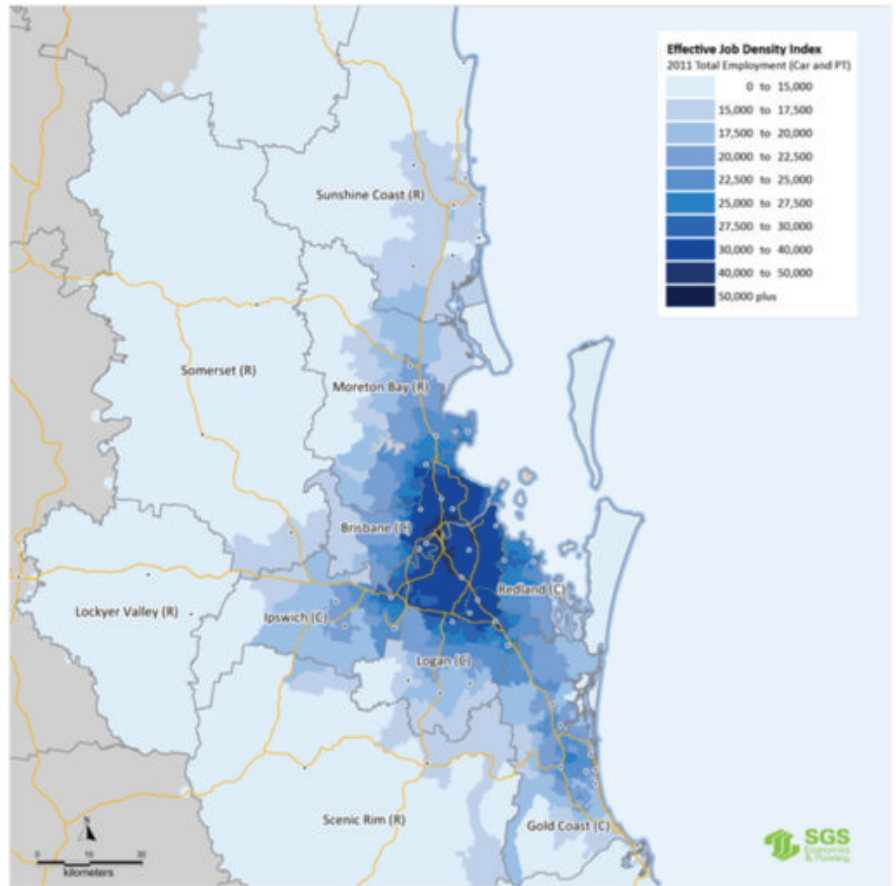 Effective Job Density Index
2011 Total Employment (Car and PT)
0 to 15,000
15,000 to 17,500
17,500 to 20,000
20,000 to 22,500
22,500 to 25,000
25,000 to 27,500
27,500 to 30,000
30,000 to 40,000
40,000 to 50,000
50,000 plus
Sunshine Coast (R)
Somerset (R)
Moreton Bay (R)
Brisbane (C)
Redland (C)
Lockyer Valley (R)
Ipswich (C)
Logan (C)
Scenic Rim (R)
Gold Coast (C)
N
0 10 30
kilometers
SGS
Economics
& Planning